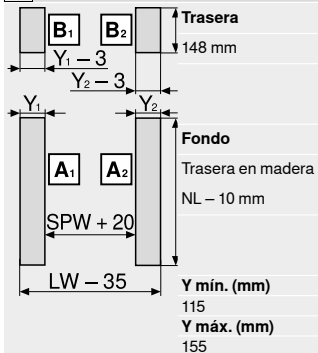 B₁ B₂
Trasera
148 mm
Y₁ – 3
Y₂ – 3
Y₁ Y₂
Fondo
A₁ A₂
Trasera en madera
NL – 10 mm
SPW + 20
LW – 35
Y mín. (mm)
115
Y máx. (mm)
155